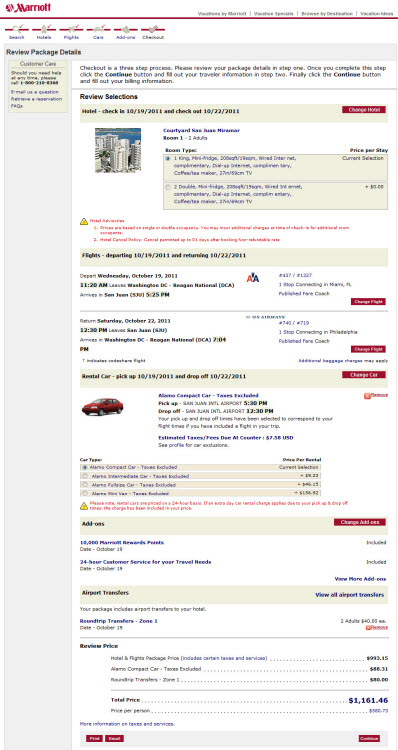 Marriott
Vacations by Marriott | Vacation Specials | Browse by Destination | Vacation Ideas
Search Hotels Flights Cars Add-ons Checkout
Review Package Details
Customer Care
Should you need help
at any time, please
call 1-800-210-8368
E-mail us a question
Retrieve a reservation
FAQs
Checkout is a three step process. Please review your package details in step one. Once you complete this step
click the Continue button and fill out your traveler information in step two. Finally click the Continue button
and fill out your billing information.
Review Selections
Hotel - check in 10/19/2011 and check out 10/22/2011
Change Hotel
Courtyard San Juan Miramar
Room 1 - 2 Adults
Room Type: Price per Stay
1 King, Mini-fridge, 208sqft/19sqm, Wired Inter net, Current Selection
complimentary, Dial-up Internet, complimen tary,
Coffee/tea maker, 27in/69cm TV
2 Double, Mini-fridge, 208sqft/19sqm, Wired Int ernet, + $0.00
complimentary, Dial-up Internet, complim entary,
Coffee/tea maker, 27in/69cm TV
Hotel Advisories
1. Prices are based on single or double occupancy. You may incur additional charges at time of check-in for additional room
occupants.
2. Hotel Cancel Policy: Cancel permitted up to 01 days after booking Non-refundable rate
Flights - departing 10/19/2011 and returning 10/22/2011
Depart Wednesday, October 19, 2011
11:20 AM Leaves Washington DC - Reagan National (DCA)
Arrives in San Juan (SJU) 5:25 PM
AA
#437 / #1327
1 Stop Connecting in Miami, FL
Published Fare Coach
Change Flight
Return Saturday, October 22, 2011
12:30 PM Leaves San Juan (SJU)
Arrives in Washington DC - Reagan National (DCA) 7:04
PM
US AIRWAYS
#740 / #719
1 Stop Connecting in Philadelphia
Published Fare Coach
Change Flight
* indicates codeshare flight
Additional baggage charges may apply
Rental Car - pick up 10/19/2011 and drop off 10/22/2011
Change Car
Alamo Compact Car - Taxes Excluded
Remove
Pick up - SAN JUAN INTL AIRPORT 5:30 PM
Drop off - SAN JUAN INTL AIRPORT 12:30 PM
Your pick up and drop off times have been selected to correspond to your
flight times if you have included a flight in your trip.
Estimated Taxes/Fees Due At Counter : $7.58 USD
See profile for car exclusions.
Car Type: Price Per Rental
Alamo Compact Car - Taxes Excluded Current Selection
Alamo Intermediate Car - Taxes Excluded
Alamo Fullsize Car - Taxes Excluded + $46.15
Alamo Mini Van - Taxes Excluded + $158.92
Please note, rental cars are priced on a 24-hour basis. If an extra day car rental charge applies due to your pick up & drop off
times, the charge has been included in your price.
Add-ons
Change Add-ons
10,000 Marriott Rewards Points Included
Date - October 19
24-hour Customer Service for your Travel Needs Included
Date - October 19
View More Add-ons
Airport Transfers
View all airport transfers
Your package includes airport transfers to your hotel.
Roundtrip Transfers - Zone 1 2 Adults $40.00 ea.
Date - October 19 Remove
Review Price
Hotel & Flights Package Price (includes certain taxes and services) $993.15
Alamo Compact Car - Taxes Excluded $88.31
Roundtrip Transfers - Zone 1 $80.00
Total Price $1,161.46
Price per person $580.73
More information on taxes and services.
Print Email Continue